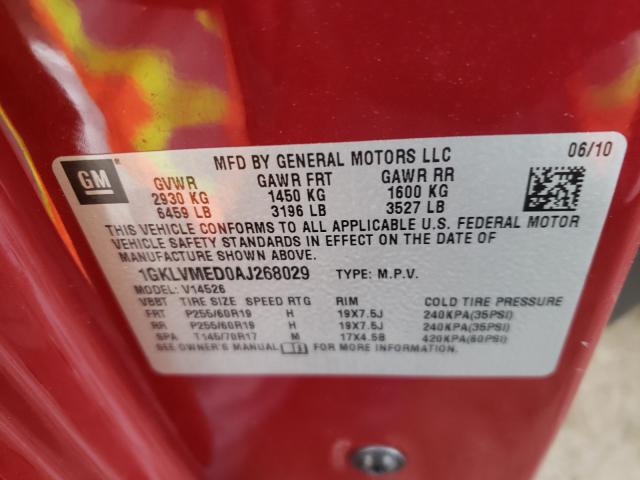 GM
MFD BY GENERAL MOTORS LLC 06/10
GVWR GAWR FRT GAWR RR
2930 KG 1450 KG 1600 KG
6459 LB 3196 LB 3527 LB
THIS VEHICLE CONFORMS TO ALL APPLICABLE U.S. FEDERAL MOTOR
VEHICLE SAFETY STANDARDS IN EFFECT ON THE DATE OF
MANUFACTURE SHOWN ABOVE.
1GKLVMED0AJ268029 TYPE: M.P.V.
MODEL: V14526
VBBT TIRE SIZE SPEED RTG RIM COLD TIRE PRESSURE
FRT P255/60R19 H 19X7.5J 240KPA(35PSI)
RR P255/60R19 H 19X7.5J 240KPA(35PSI)
SPA T145/70R17 M 17X4.5B 420KPA(60PSI)
SEE OWNER'S MANUAL FOR MORE INFORMATION.